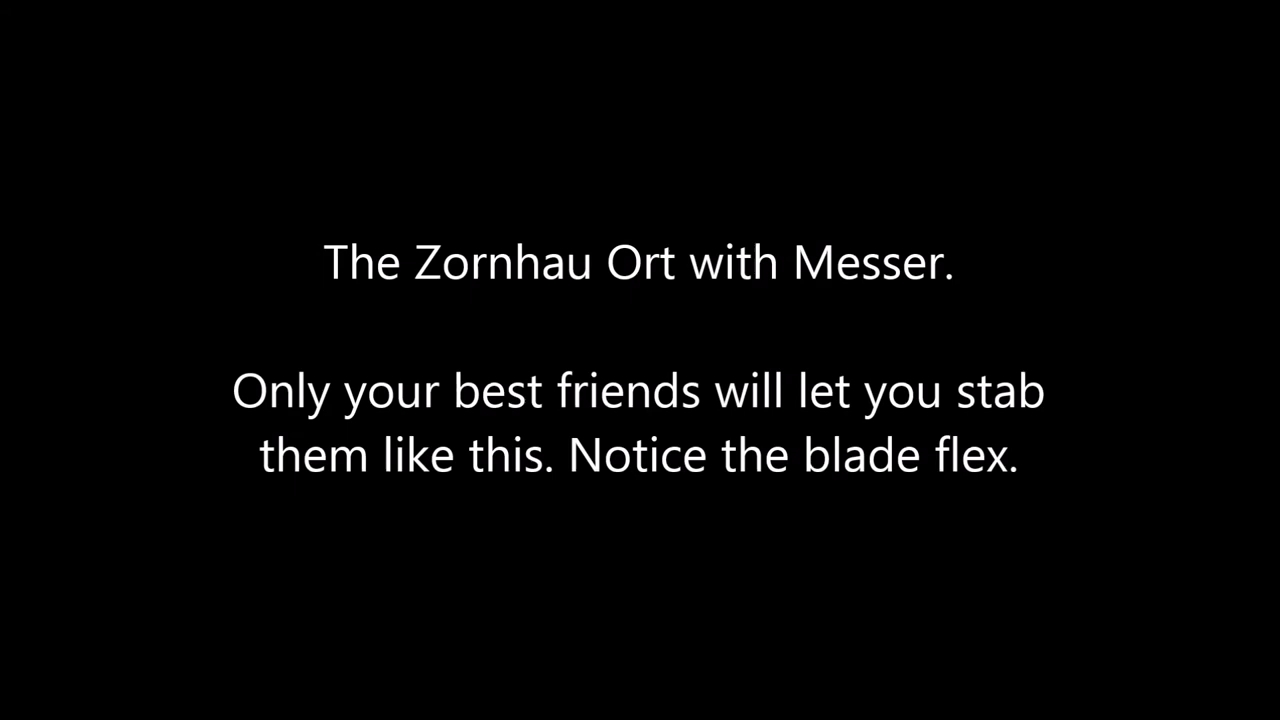 The Zornhau Ort with Messer.
Only your best friends will let you stab
them like this. Notice the blade flex.